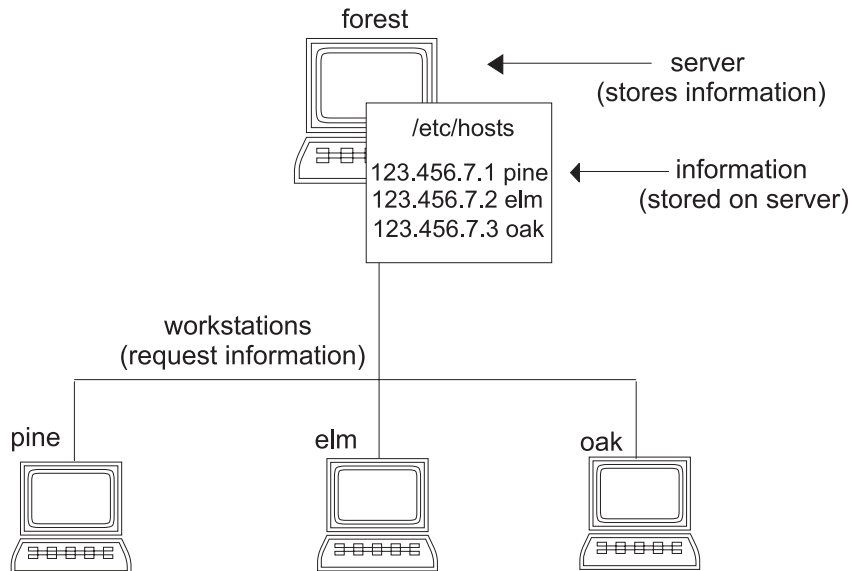 forest
server
(stores information)
/etc/hosts
123.456.7.1 pine
123.456.7.2 elm
123.456.7.3 oak
information
(stored on server)
workstations
(request information)
pine
elm
oak